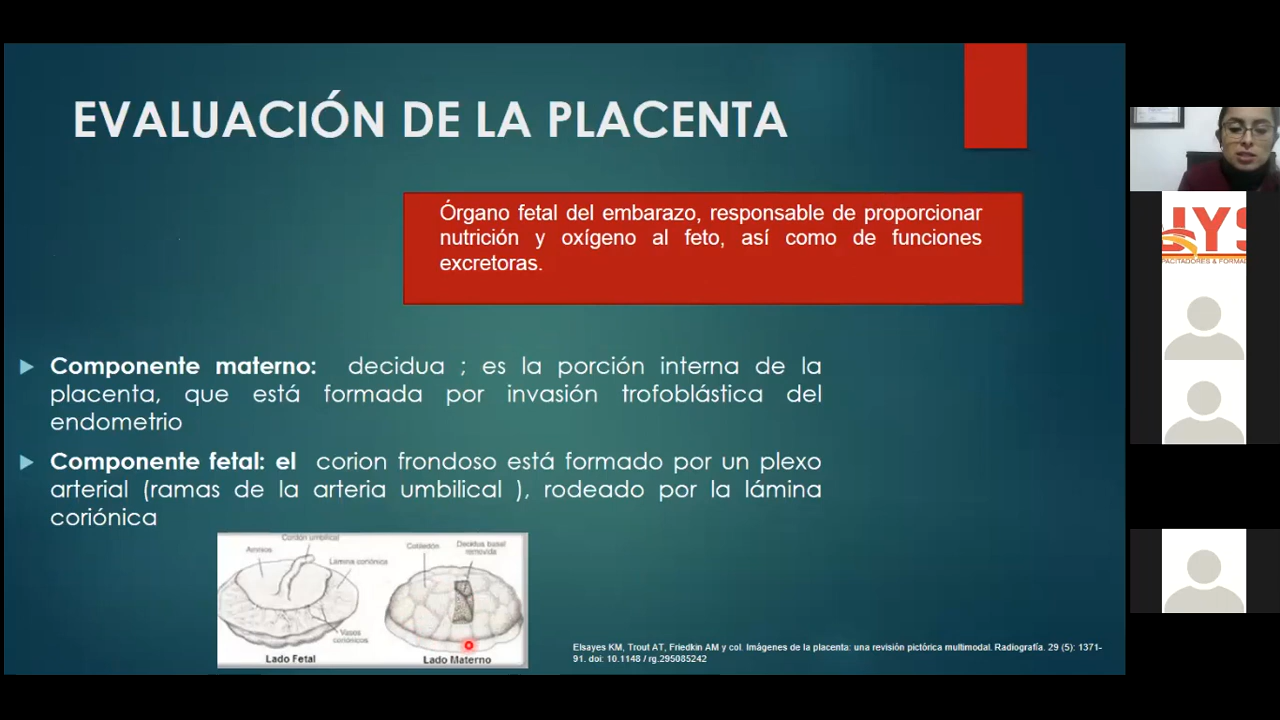 EVALUACIÓN DE LA PLACENTA
Órgano fetal del embarazo, responsable de proporcionar
nutrición y oxígeno al feto, así como de funciones
excretoras.
Componente materno: decidua ; es la porción interna de la
placenta, que está formada por invasión trofoblástica del
endometrio
Componente fetal: el corion frondoso está formado por un plexo
arterial (ramas de la arteria umbilical ), rodeado por la lámina
coriónica
Cordón umbilical
Amnios
Lámina coriónica
Vasos
coriónicos
Lado Fetal
Cotiledón
Decidua basal
removida
Lado Materno
Elsayes KM, Trout AT, Friedkin AM y col. Imágenes de la placenta: una revisión pictórica multimodal. Radiografía. 29 (5): 1371-
91. doi: 10.1148 / rg.295085242
PACITADORES & FORMA